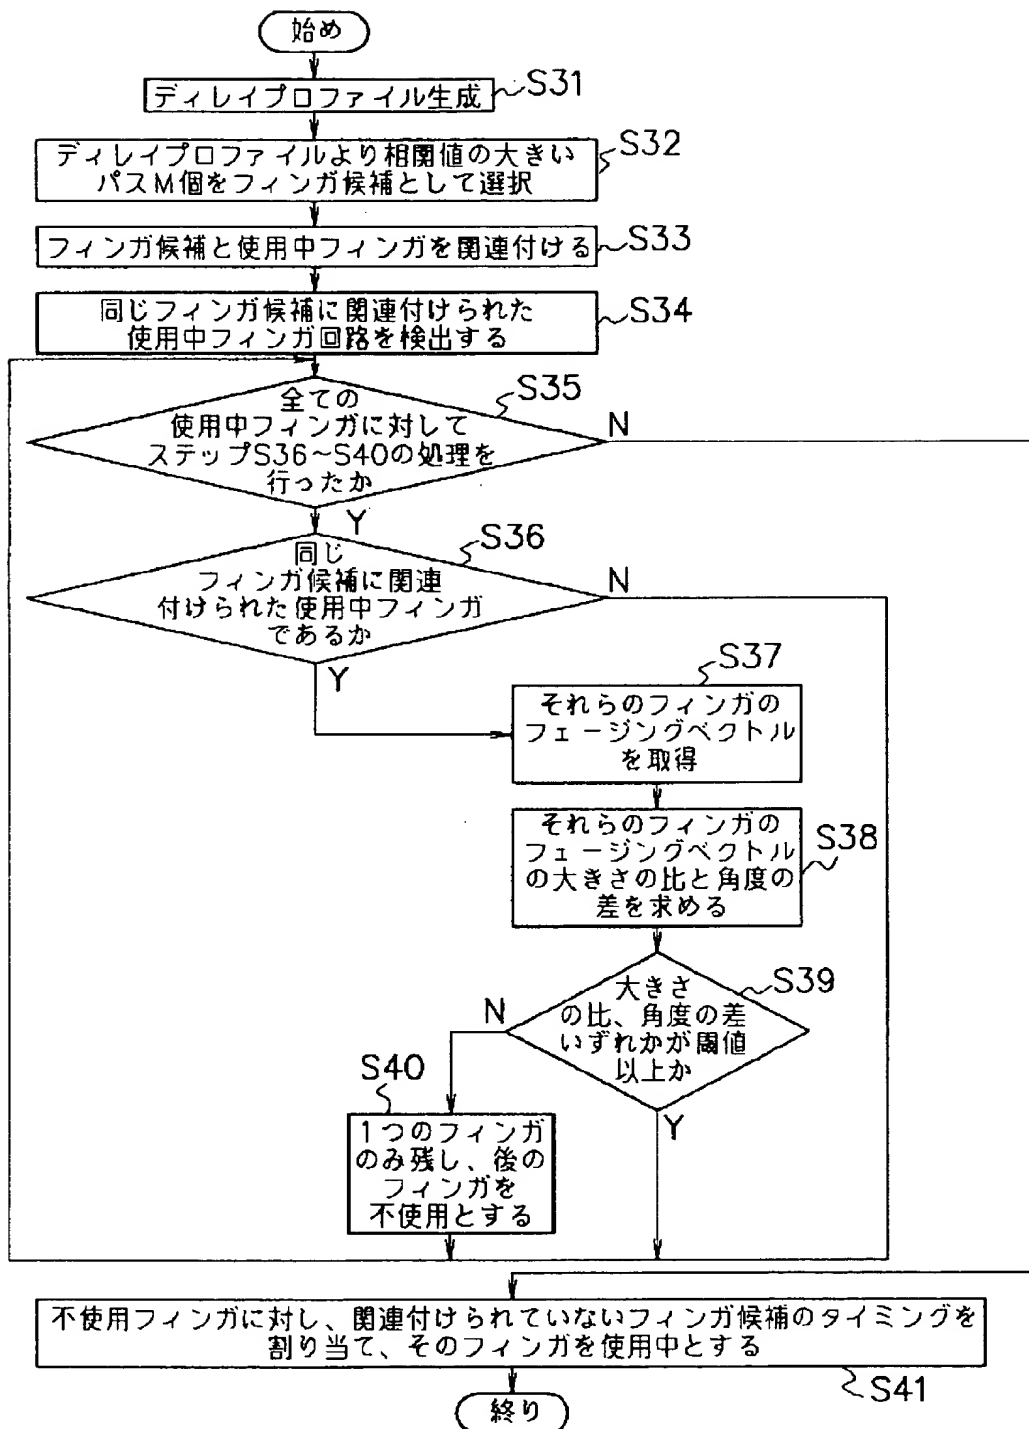 始め
ディレイプロファイル生成
S31
ディレイプロファイルより相関値の大きい
パスM個をフィンガ候補として選択
S32
フィンガ候補と使用中フィンガを関連付ける
S33
同じフィンガ候補に関連付けられた
使用中フィンガ回路を検出する
S34
S35
全ての
使用中フィンガに対して
ステップS36~S40の処理を
行ったか
N
Y
S36
同じ
フィンガ候補に関連
付けられた使用中フィンガ
であるか
N
Y
S37
それらのフィンガの
フェージングベクトル
を取得
それらのフィンガの
フェージングベクトル
の大きさの比と角度の
差を求める
S38
S39
大きさ
の比、角度の差
いずれかが閾値
以上か
N
Y
S40
1つのフィンガ
のみ残し、後の
フィンガを
不使用とする
不使用フィンガに対し、関連付けられていないフィンガ候補のタイミングを
割り当て、そのフィンガを使用中とする
S41
終り